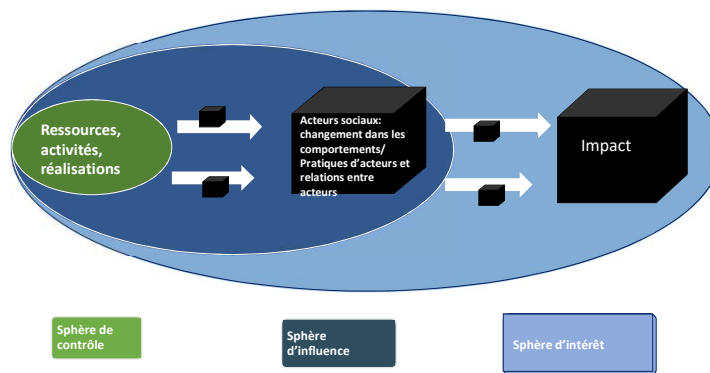 Ressources,
activités,
réalisations
Acteurs sociaux:
changement dans les
comportements/
Pratiques d'acteurs et
relations entre
acteurs
Impact
Sphère de
contrôle
Sphère
d'influence
Sphère d'intérêt